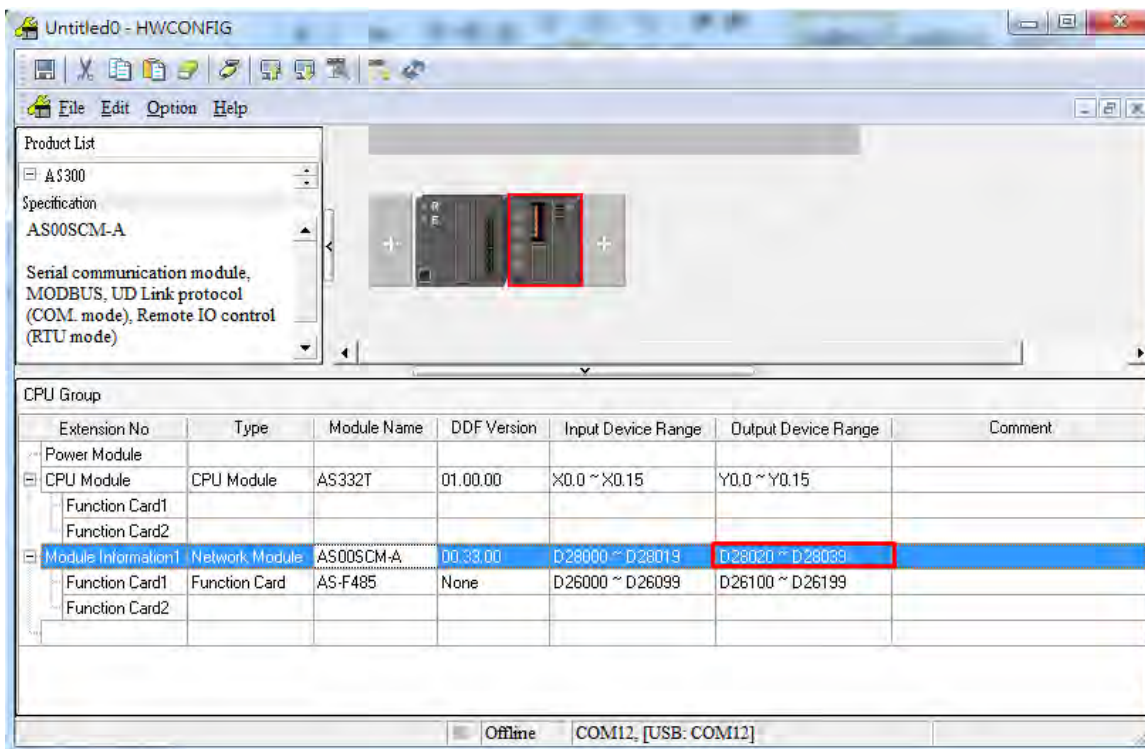 Untitled0 - HWCONFIG
File Edit Option Help
Product List
AS300
Specification
AS00SCM-A
Serial communication module,
MODBUS, UD Link protocol
(COM. mode), Remote IO control
(RTU mode)
R
E
CPU Group
Extension No Type Module Name DDF Version Input Device Range Output Device Range Comment
Power Module
CPU Module CPU Module AS332T 01.00.00 X0.0 ~ X0.15 Y0.0 ~ Y0.15
Function Card1
Function Card2
Module Information1 Network Module AS00SCM-A 00.33.00 D28000 ~ D28019 D28020 ~ D28039
Function Card1 Function Card AS-F485 None D26000 ~ D26099 D26100 ~ D26199
Function Card2
Offline COM12, [USB: COM12]